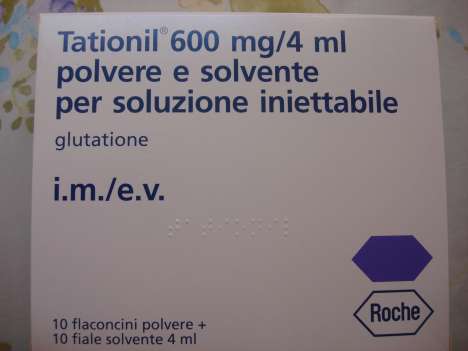 Tationil® 600 mg/4 ml
polvere e solvente
per soluzione iniettabile
glutatione
i.m./e.v.
Roche
10 flaconcini polvere +
10 fiale solvente 4 ml